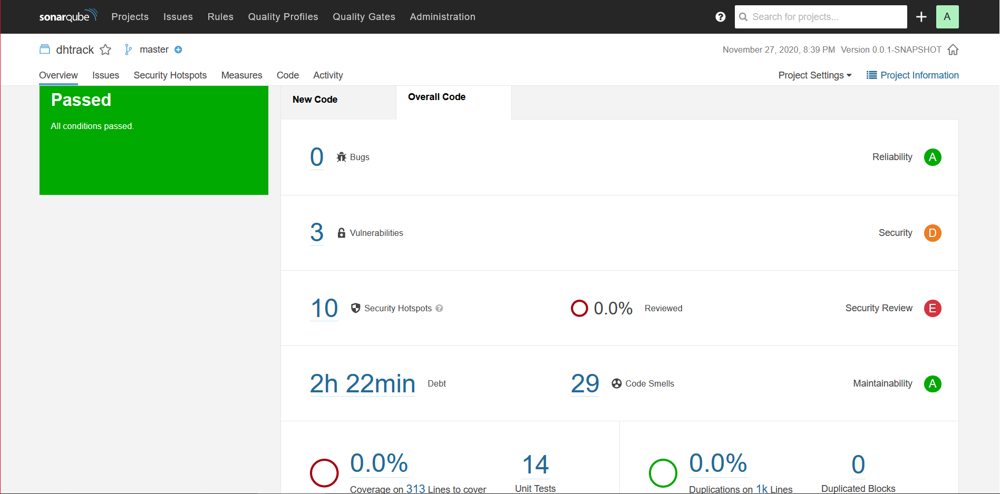 sonarqube Projects Issues Rules Quality Profiles Quality Gates Administration ? Search for projects... A
dhtrack master November 27, 2020, 8:39 PM Version 0.0.1-SNAPSHOT
Overview Issues Security Hotspots Measures Code Activity Project Settings Project Information
Passed
All conditions passed.
New Code Overall Code
0 Bugs Reliability A
3 Vulnerabilities Security D
10 Security Hotspots ? 0.0% Reviewed Security Review E
2h 22min Debt 29 Code Smells Maintainability A
0.0% 14 0.0% 0
Coverage on 313 Lines to cover Unit Tests Duplications on 1k Lines Duplicated Blocks